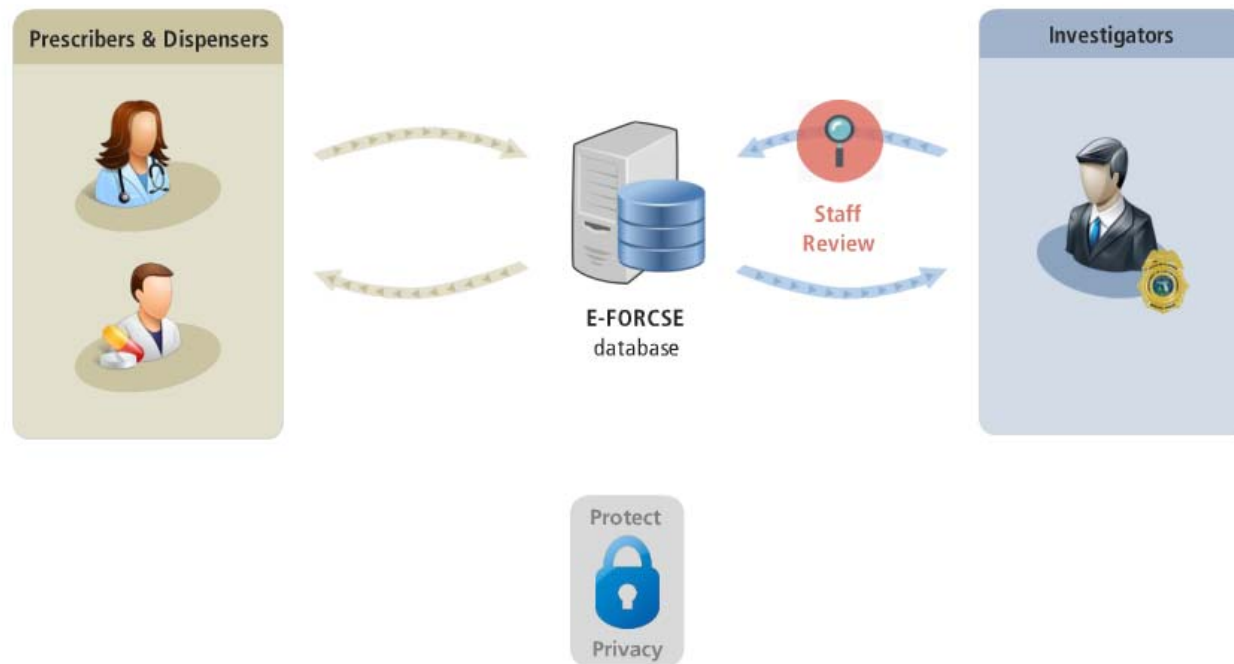 Prescribers & Dispensers
Investigators
Staff
Review
E-FORCSE
database
Protect
Privacy